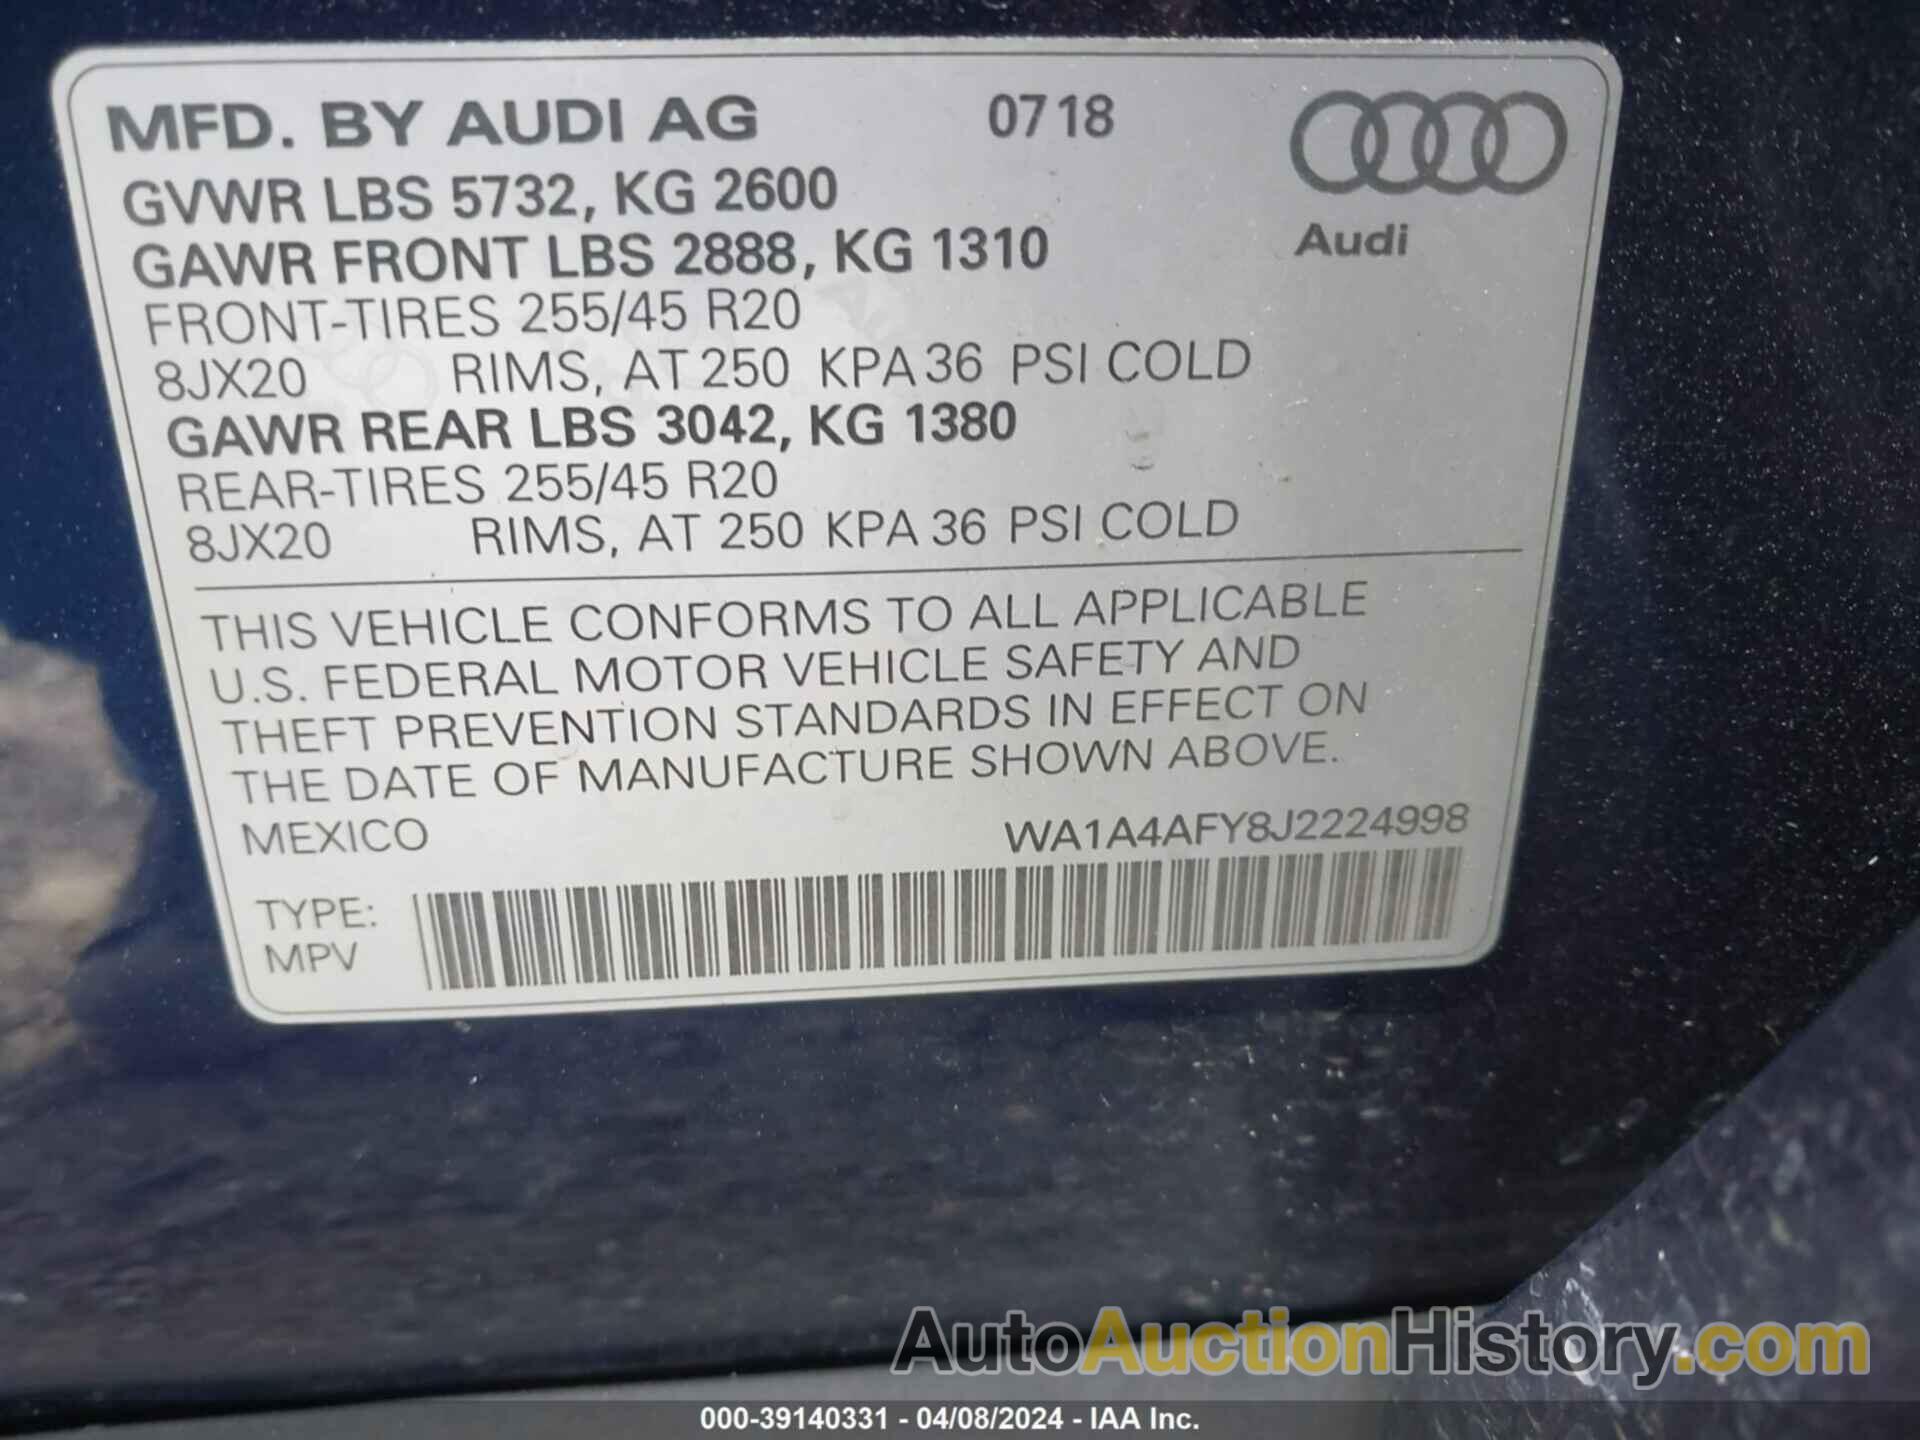 MFD. BY AUDI AG 0718
GVWR LBS 5732, KG 2600
GAWR FRONT LBS 2888, KG 1310
Audi
FRONT-TIRES 255/45 R20
8JX20 RIMS, AT 250 KPA 36 PSI COLD
GAWR REAR LBS 3042, KG 1380
REAR-TIRES 255/45 R20
8JX20 RIMS, AT 250 KPA 36 PSI COLD
THIS VEHICLE CONFORMS TO ALL APPLICABLE
U.S. FEDERAL MOTOR VEHICLE SAFETY AND
THEFT PREVENTION STANDARDS IN EFFECT ON
THE DATE OF MANUFACTURE SHOWN ABOVE.
MEXICO WA1A4AFY8J2224998
TYPE:
MPV
AutoAuctionHistory.com
000-39140331 - 04/08/2024 - IAA Inc.